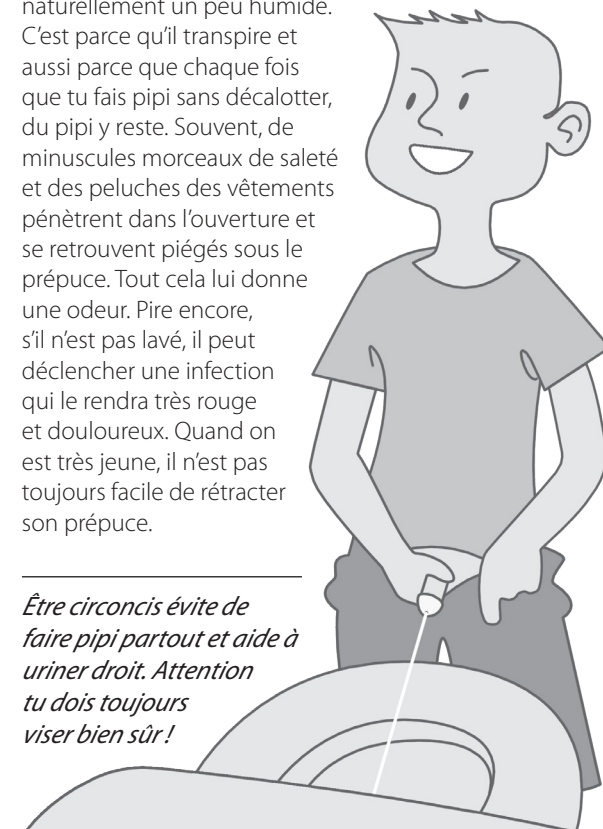 naturellement un peu humide.
C'est parce qu'il transpire et
aussi parce que chaque fois
que tu fais pipi sans décalotter,
du pipi y reste. Souvent, de
minuscules morceaux de saleté
et des peluches des vêtements
pénètrent dans l'ouverture et
se retrouvent piégés sous le
prépuce. Tout cela lui donne
une odeur. Pire encore,
s'il n'est pas lavé, il peut
déclencher une infection
qui le rendra très rouge
et douloureux. Quand on
est très jeune, il n'est pas
toujours facile de rétracter
son prépuce.
Être circoncis évite de
faire pipi partout et aide à
uriner droit. Attention
tu dois toujours
viser bien sûr !